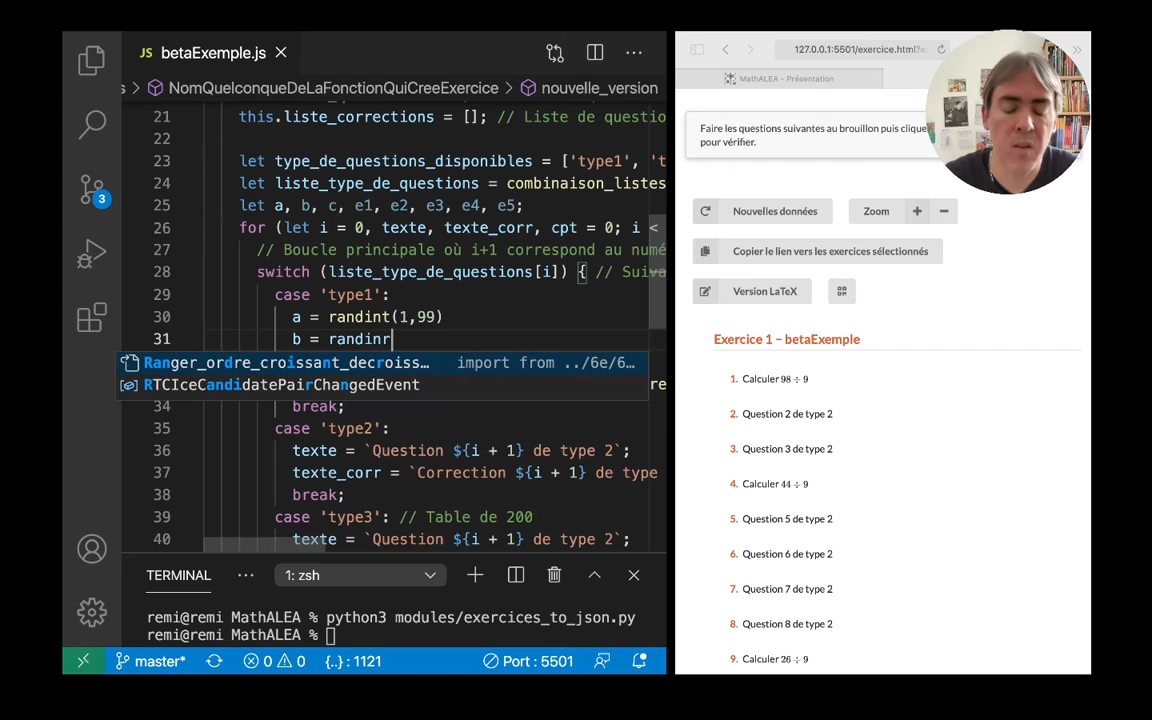 betaExemple.js
NomQuelconqueDeLaFonctionQuiCreeExercice > nouvelle_version
21 this.liste_corrections = []; // Liste de questio
22
23 let type_de_questions_disponibles = ['type1', 't
24 let liste_type_de_questions = combinaison_listes
25 let a, b, c, e1, e2, e3, e4, e5;
26 for (let i = 0, texte, texte_corr, cpt = 0; i <
27 // Boucle principale où i+1 correspond au numé
28 switch (liste_type_de_questions[i]) { // Suiva
29 case 'type1':
30 a = randint(1,99)
31 b = randinr
Ranger_ordre_croissant_decroiss... import from ../6e/6...
RTCIceCandidatePairChangedEvent
re
34 break;
35 case 'type2':
36 texte = `Question ${i + 1} de type 2`;
37 texte_corr = `Correction ${i + 1} de type
38 break;
39 case 'type3': // Table de 200
40 texte = `Question ${i + 1} de type 2`;
3
TERMINAL ... 1: zsh
remi@remi MathALEA % python3 modules/exercices_to_json.py
remi@remi MathALEA %
master* 0 0 {..} : 1121 Port : 5501
127.0.0.1:5501/exercice.html?e
MathALEA - Présentation
Faire les questions suivantes au brouillon puis clique
pour vérifier.
Nouvelles données Zoom + −
Copier le lien vers les exercices sélectionnés
Version LaTeX
Exercice 1 – betaExemple
1. Calculer 98 ÷ 9
2. Question 2 de type 2
3. Question 3 de type 2
4. Calculer 44 ÷ 9
5. Question 5 de type 2
6. Question 6 de type 2
7. Question 7 de type 2
8. Question 8 de type 2
9. Calculer 26 ÷ 9